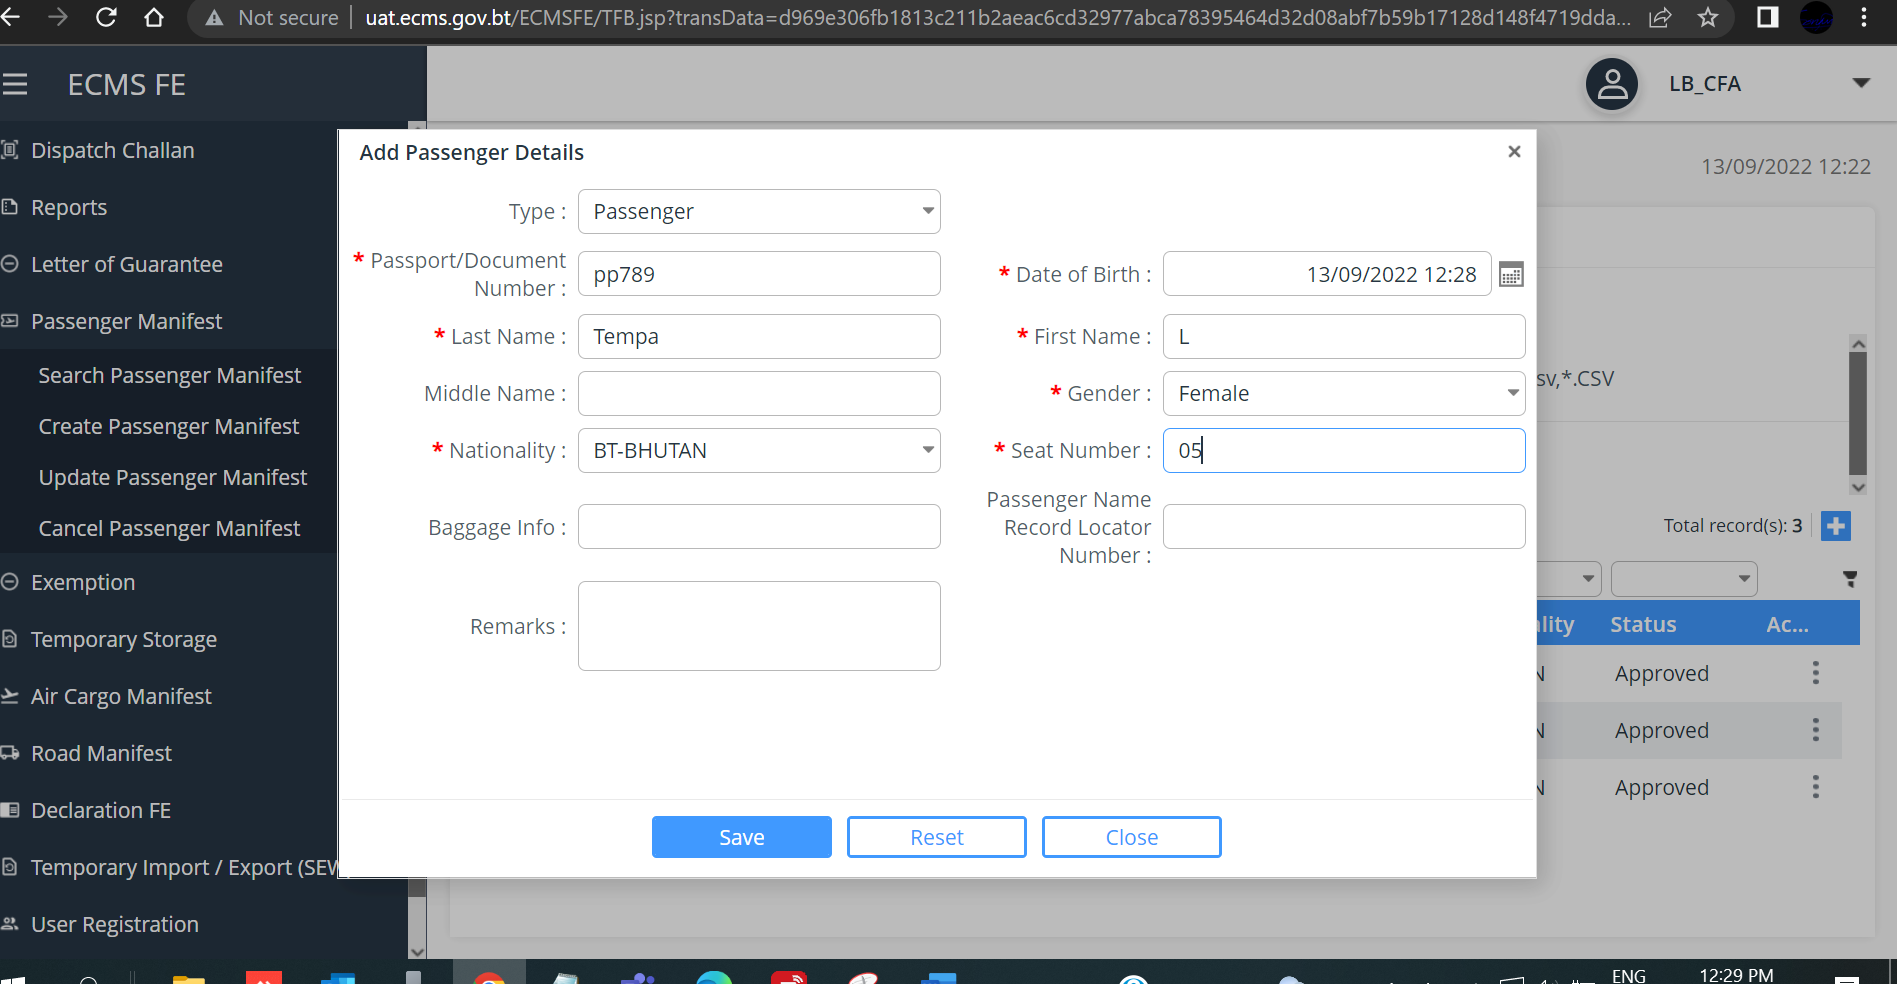 Not secure | uat.ecms.gov.bt/ECMSFE/TFB.jsp?transData=d969e306fb1813c211b2aeac6cd32977abca78395464d32d08abf7b59b17128d148f4719dda...
ECMS FE
LB_CFA
13/09/2022 12:22
Dispatch Challan
Reports
Letter of Guarantee
Passenger Manifest
Search Passenger Manifest
Create Passenger Manifest
Update Passenger Manifest
Cancel Passenger Manifest
Exemption
Temporary Storage
Air Cargo Manifest
Road Manifest
Declaration FE
Temporary Import / Export (SEW
User Registration
Add Passenger Details ×
Type : Passenger
* Passport/Document
Number : pp789
* Date of Birth : 13/09/2022 12:28
* Last Name : Tempa
* First Name : L
Middle Name :
* Gender : Female
* Nationality : BT-BHUTAN
* Seat Number : 05
Baggage Info :
Passenger Name
Record Locator
Number :
Remarks :
Save Reset Close
sv,*.CSV
Total record(s): 3
ality Status Ac...
N Approved
N Approved
N Approved
ENG 12:29 PM